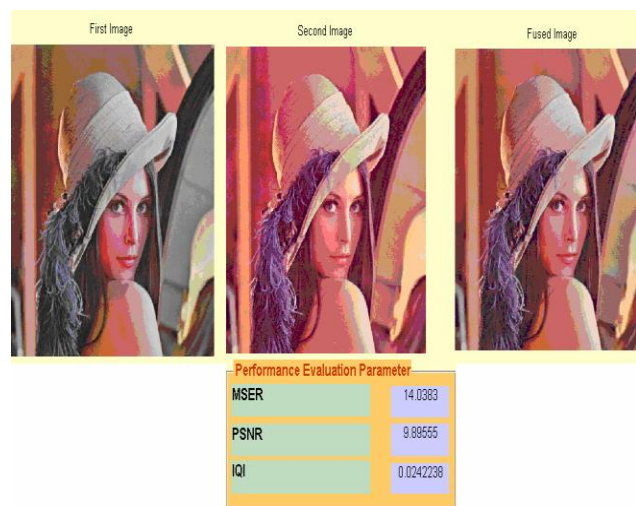 First Image
Second Image
Fused Image
Performance Evaluation Parameter
MSER 14.0383
PSNR 9.89555
IQI 0.0242238